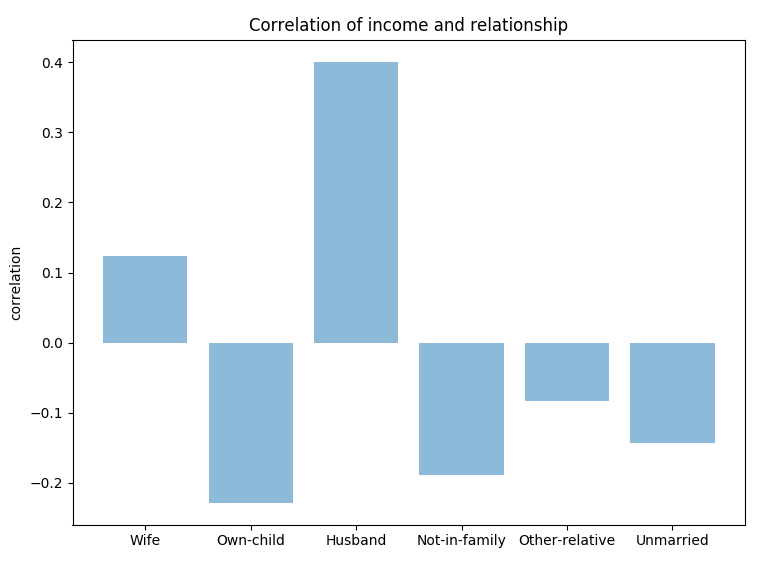 Correlation of income and relationship
correlation
0.4
0.3
0.2
0.1
0.0
−0.1
−0.2
Wife Own-child Husband Not-in-family Other-relative Unmarried